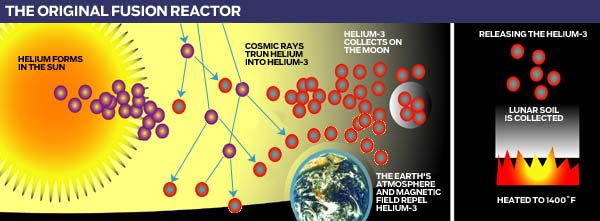 THE ORIGINAL FUSION REACTOR
HELIUM FORMS
IN THE SUN
COSMIC RAYS
TRUN HELIUM
INTO HELIUM-3
HELIUM-3
COLLECTS ON
THE MOON
THE EARTH'S
ATMOSPHERE
AND MAGNETIC
FIELD REPEL
HELIUM-3
RELEASING THE HELIUM-3
LUNAR SOIL
IS COLLECTED
HEATED TO 1400°F